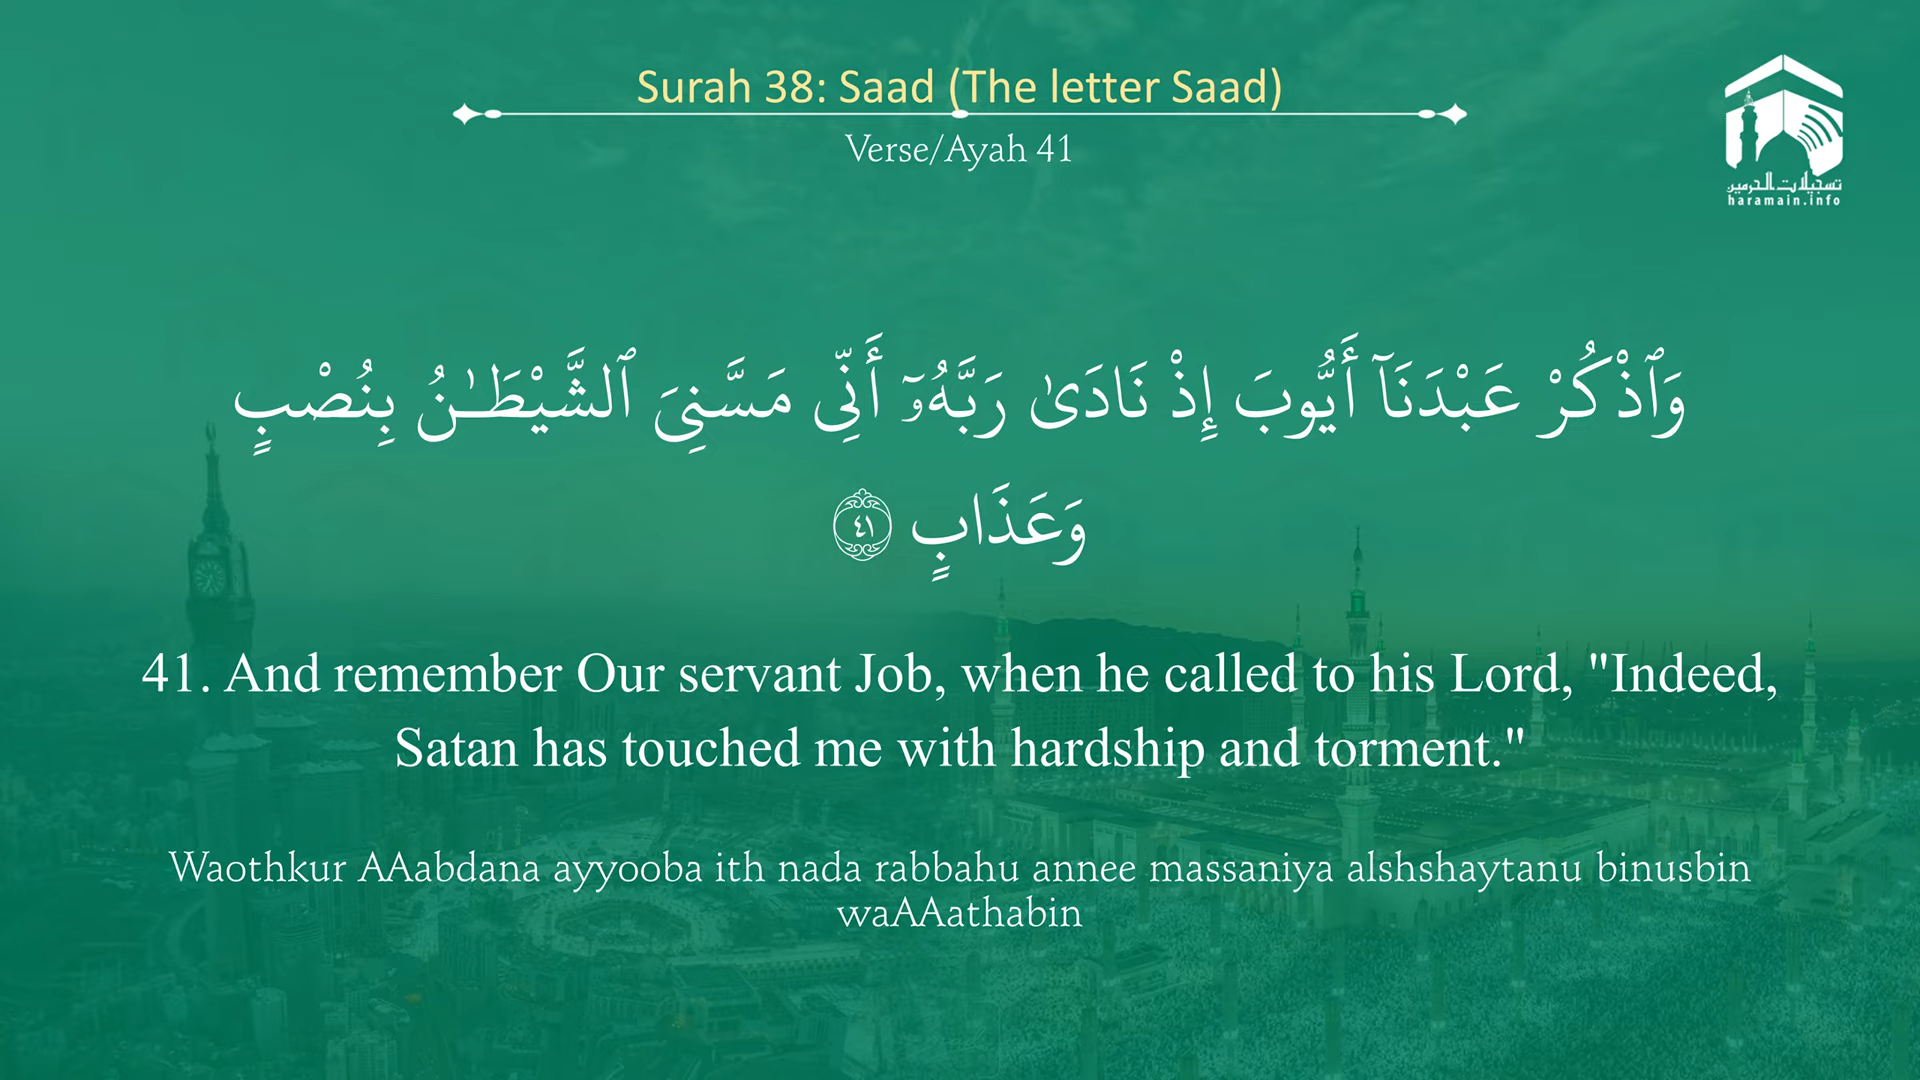 Surah 38: Saad (The letter Saad)
Verse/Ayah 41
تسجيلات الحرمين
haramain.info
وَٱذْكُرْ عَبْدَنَآ أَيُّوبَ إِذْ نَادَىٰ رَبَّهُۥٓ أَنِّى مَسَّنِىَ ٱلشَّيْطَـٰنُ بِنُصْبٍ
وَعَذَابٍ ٤١
41. And remember Our servant Job, when he called to his Lord, "Indeed,
Satan has touched me with hardship and torment."
Waothkur AAabdana ayyooba ith nada rabbahu annee massaniya alshshaytanu binusbin
waAAathabin